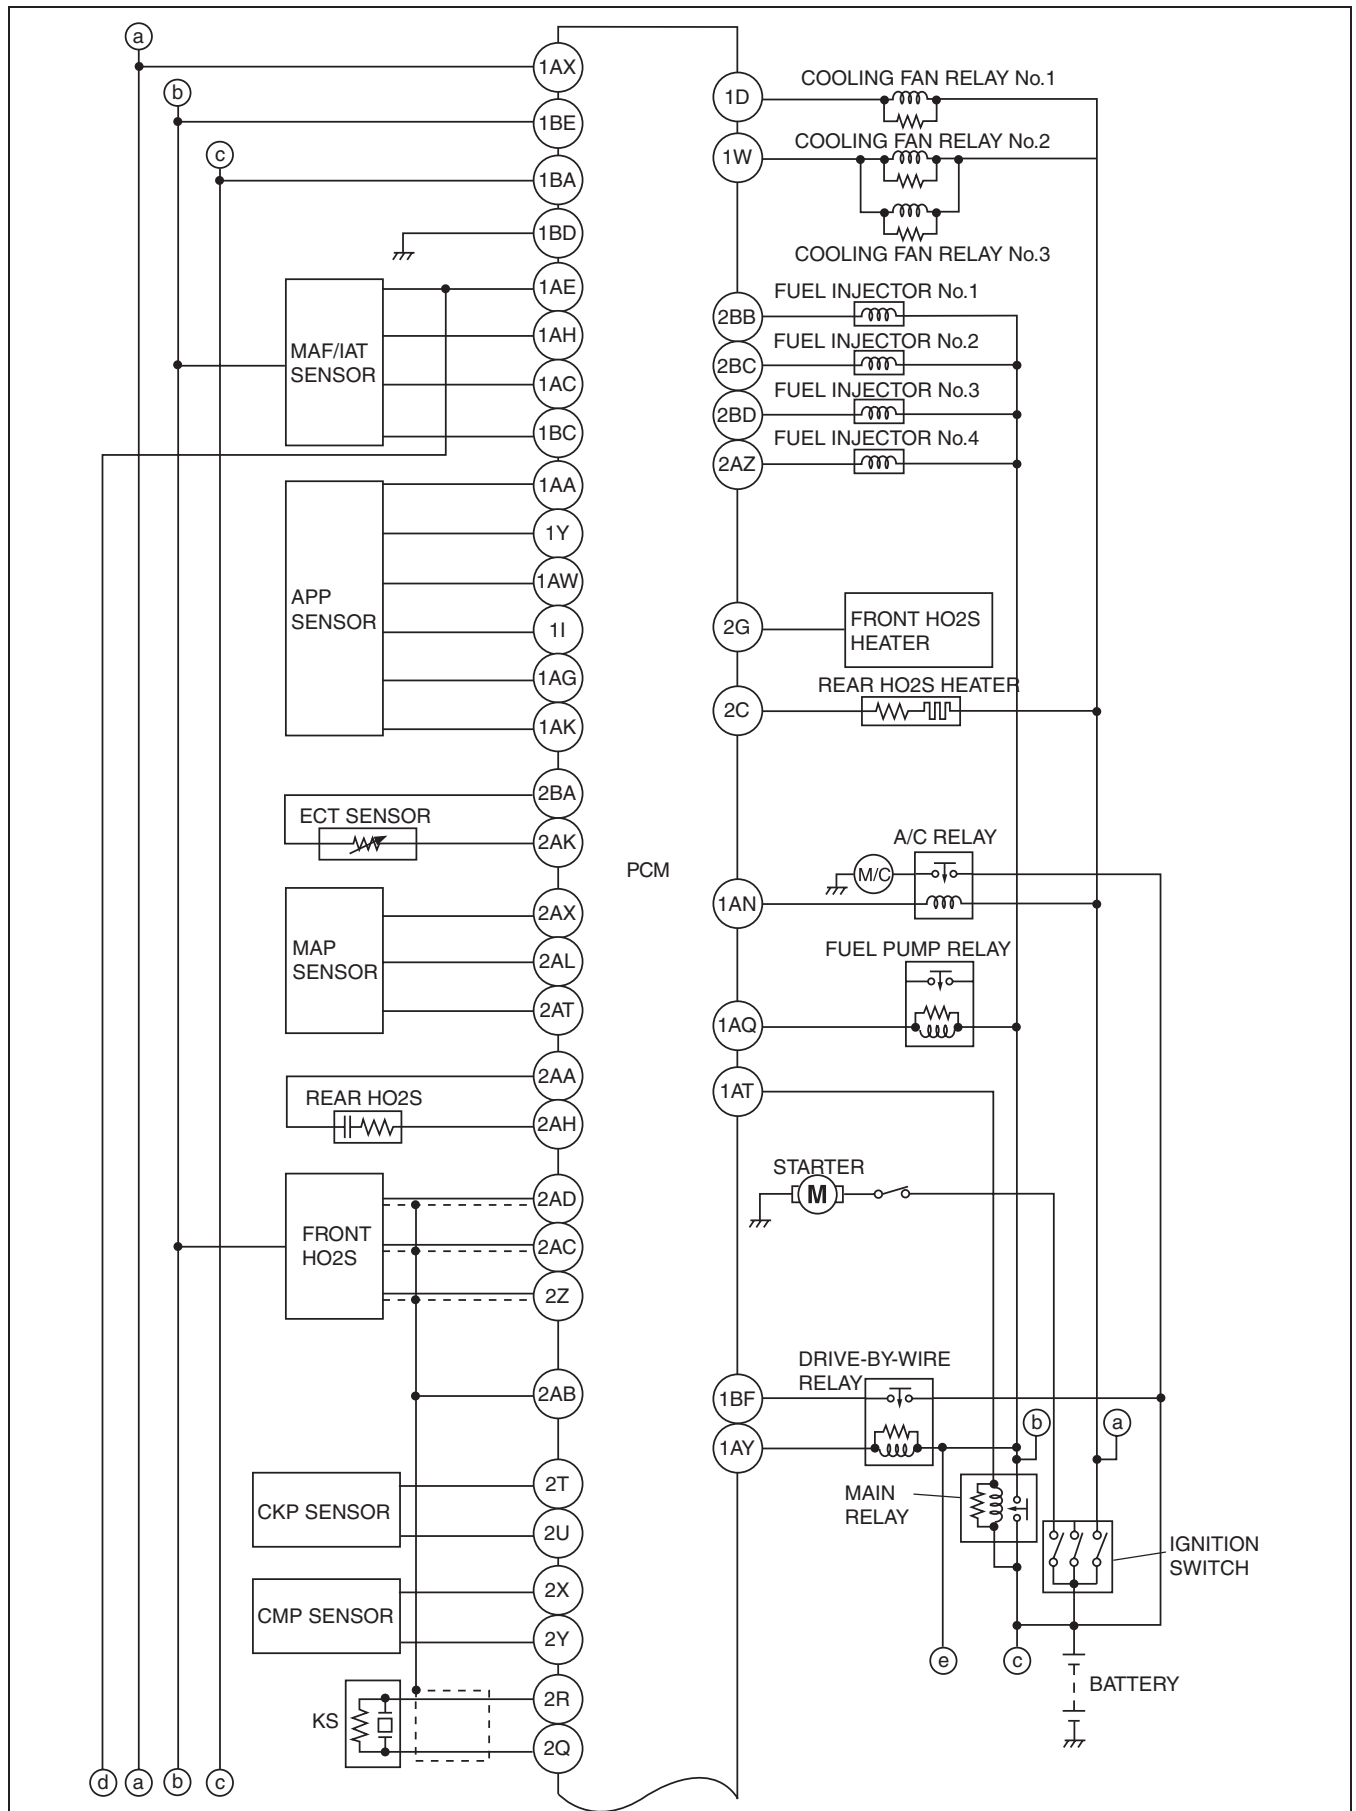 a
1AX
b
1BE
c
1BA
1BD
MAF/IAT
SENSOR
1AE
1AH
1AC
1BC
APP
SENSOR
1AA
1Y
1AW
1I
1AG
1AK
ECT SENSOR
2BA
2AK
MAP
SENSOR
2AX
2AL
2AT
REAR HO2S
2AA
2AH
FRONT
HO2S
2AD
2AC
2Z
2AB
CKP SENSOR
2T
2U
CMP SENSOR
2X
2Y
KS
2R
2Q
d
a
b
c
PCM
1D
COOLING FAN RELAY No.1
1W
COOLING FAN RELAY No.2
COOLING FAN RELAY No.3
FUEL INJECTOR No.1
2BB
FUEL INJECTOR No.2
2BC
FUEL INJECTOR No.3
2BD
FUEL INJECTOR No.4
2AZ
2G
FRONT HO2S
HEATER
REAR HO2S HEATER
2C
A/C RELAY
M/C
1AN
FUEL PUMP RELAY
1AQ
1AT
STARTER
M
DRIVE-BY-WIRE
RELAY
1BF
1AY
b
a
MAIN
RELAY
IGNITION
SWITCH
e
c
BATTERY